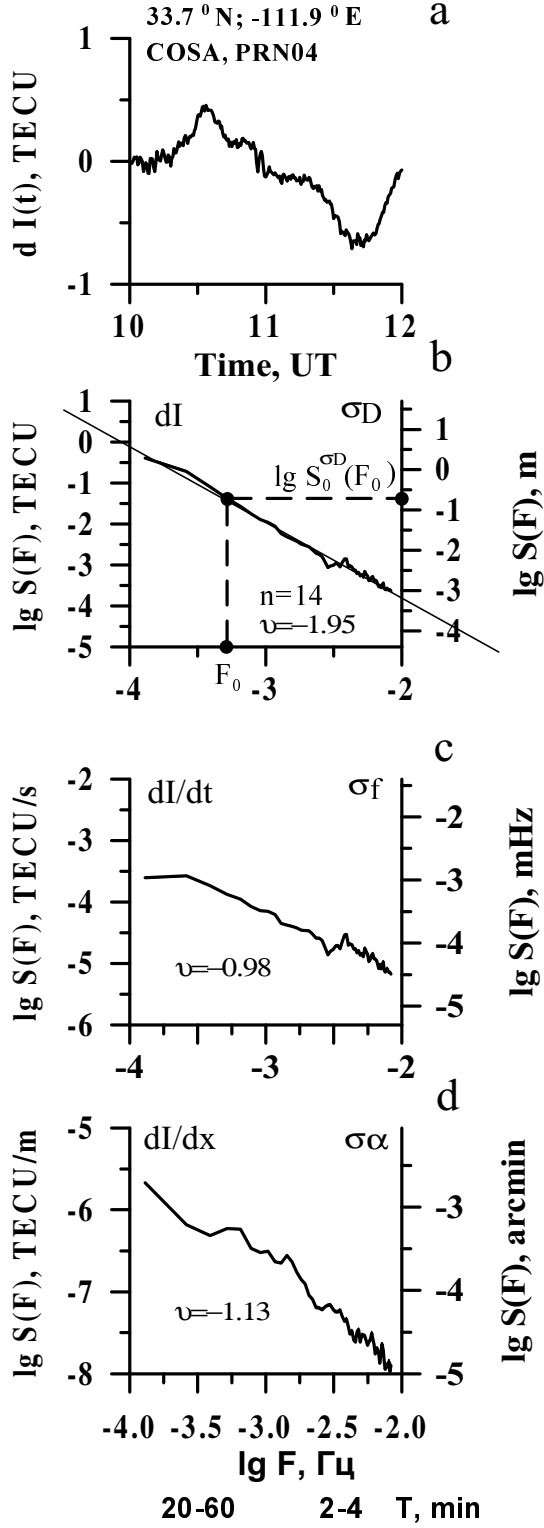 33.7 ⁰ N; -111.9 ⁰ E
a
COSA, PRN04
d I(t), TECU
1
0
-1
10 11 12
Time, UT
b
dI
σD
lg S(F), TECU
1
0
-1
-2
-3
-4
-5
lg S₀^σD(F₀)
1
0
-1
-2
-3
-4
lg S(F), m
n=14
υ=–1.95
F₀
-4 -3 -2
c
dI/dt
σf
lg S(F), TECU/s
-2
-3
-4
-5
-6
-2
-3
-4
-5
lg S(F), mHz
υ=–0.98
-4 -3 -2
d
dI/dx
σα
lg S(F), TECU/m
-5
-6
-7
-8
-3
-4
-5
lg S(F), arcmin
υ=–1.13
-4.0 -3.5 -3.0 -2.5 -2.0
lg F, Гц
20-60 2-4 T, min